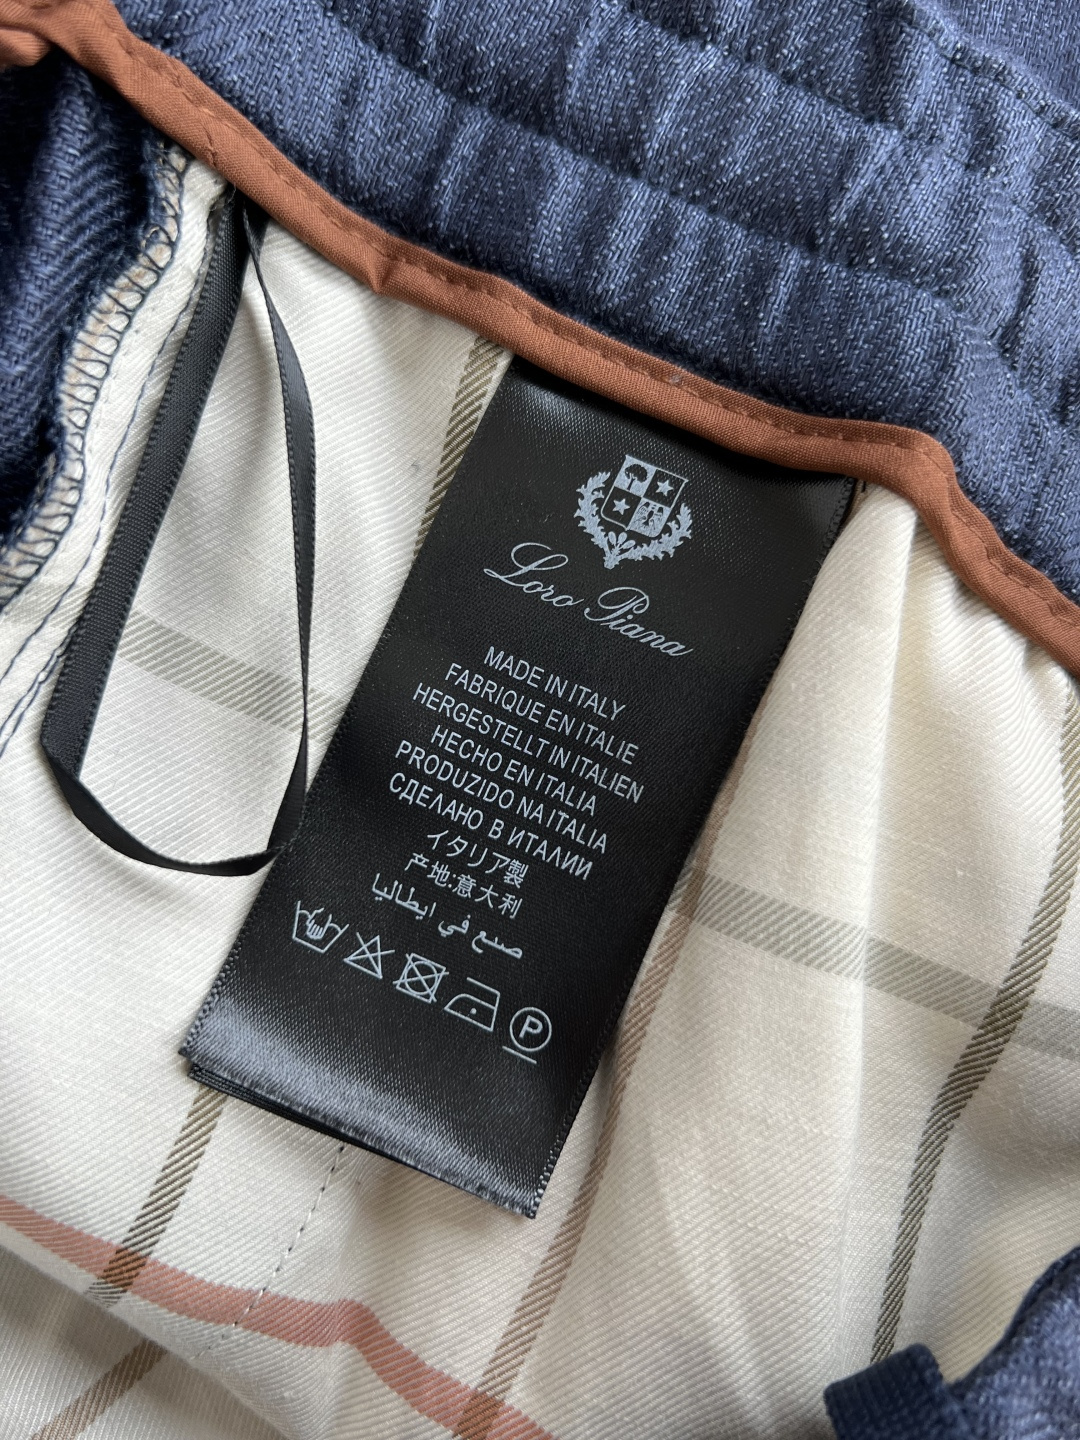 Loro Piana
MADE IN ITALY
FABRIQUE EN ITALIE
HERGESTELLT IN ITALIEN
HECHO EN ITALIA
PRODUZIDO NA ITALIA
СДЕЛАНО В ИТАЛИИ
イタリア製
产地:意大利
صنع في ايطاليا
P